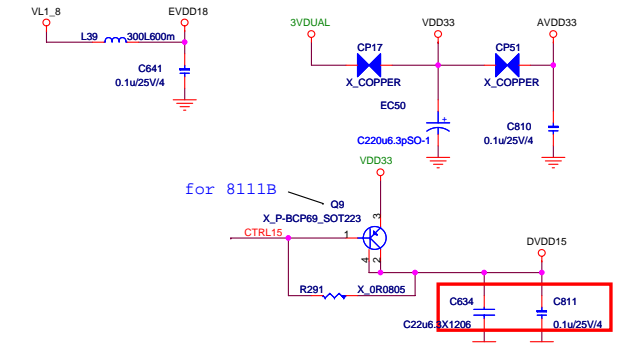 VL1_8
EVDD18
L39
300L600m
C641
0.1u/25V/4
3VDUAL
VDD33
AVDD33
CP17
CP51
X_COPPER
X_COPPER
EC50
+
C220u6.3pSO-1
C810
0.1u/25V/4
VDD33
for 8111B
Q9
X_P-BCP69_SOT223
3
CTRL15
1
4
2
DVDD15
R291
X_0R0805
C634
C22u6.3X1206
C811
0.1u/25V/4